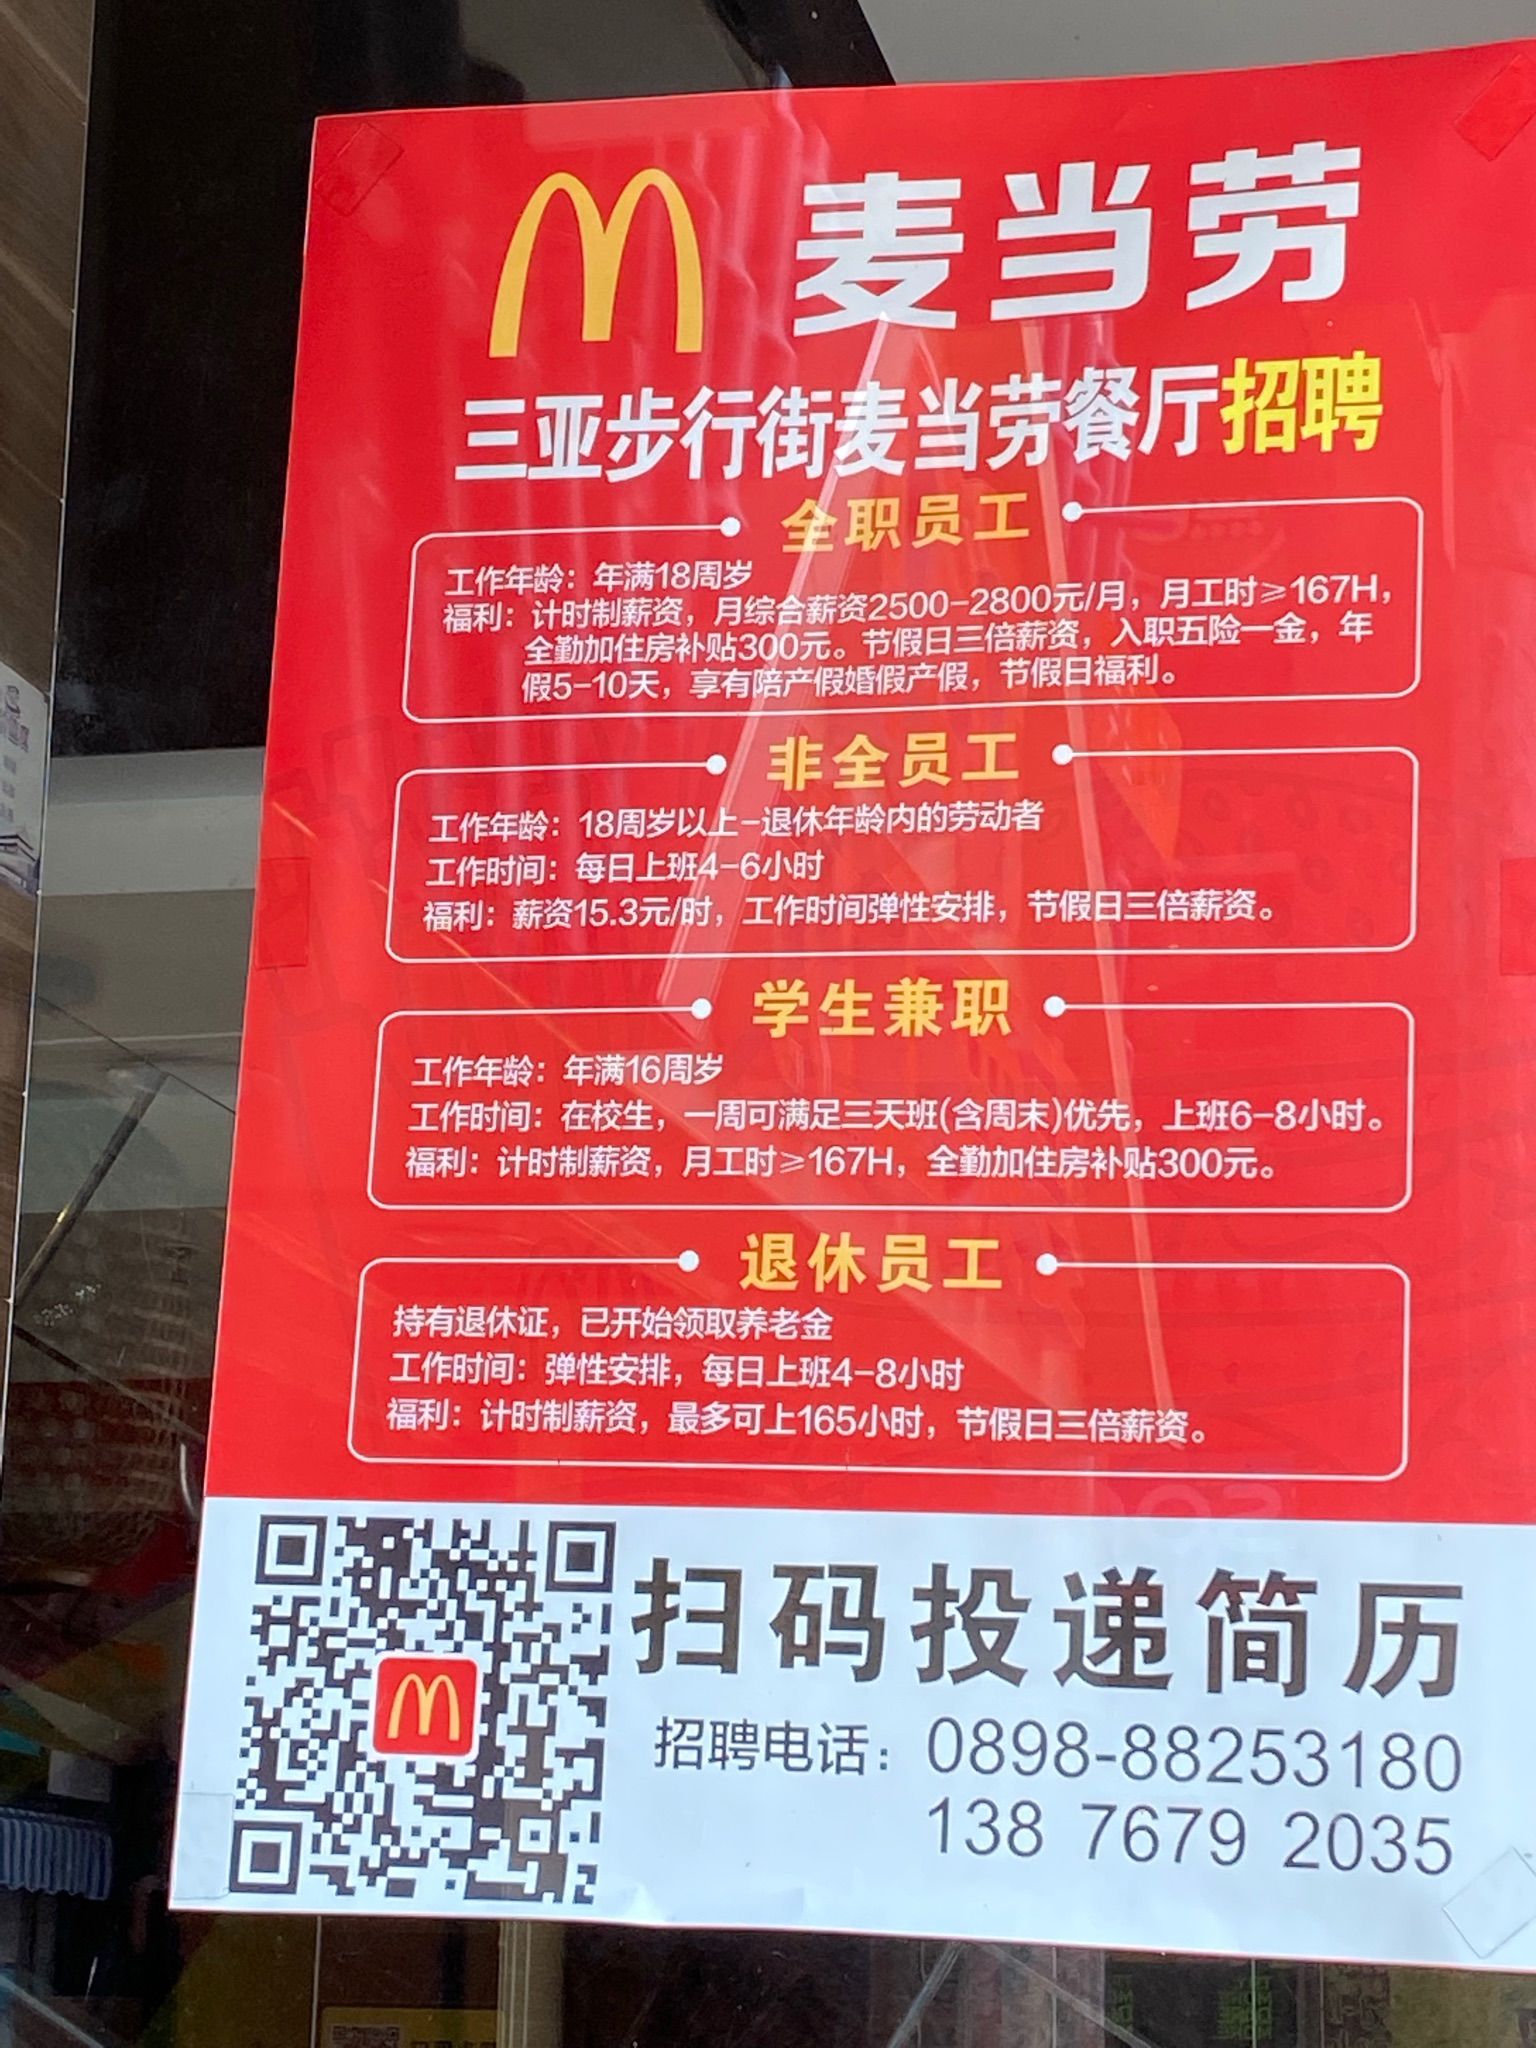 麦当劳
三亚步行街麦当劳餐厅招聘
全职员工
工作年龄：年满18周岁
福利：计时制薪资，月综合薪资2500-2800元/月，月工时≥167H，
全勤加住房补贴300元。节假日三倍薪资，入职五险一金，年
假5-10天，享有陪产假婚假产假，节假日福利。
非全员工
工作年龄：18周岁以上-退休年龄内的劳动者
工作时间：每日上班4-6小时
福利：薪资15.3元/时，工作时间弹性安排，节假日三倍薪资。
学生兼职
工作年龄：年满16周岁
工作时间：在校生，一周可满足三天班(含周末)优先，上班6-8小时。
福利：计时制薪资，月工时≥167H，全勤加住房补贴300元。
退休员工
持有退休证，已开始领取养老金
工作时间：弹性安排，每日上班4-8小时
福利：计时制薪资，最多可上165小时，节假日三倍薪资。
扫码投递简历
招聘电话：0898-88253180
138 7679 2035